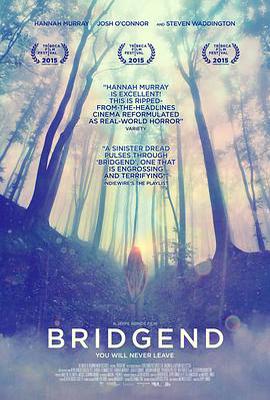 HANNAH MURRAY JOSH O'CONNOR AND STEVEN WADDINGTON
TRIBECA FILM FESTIVAL 2015
TRIBECA FILM FESTIVAL 2015
TRIBECA FILM FESTIVAL 2015
"HANNAH MURRAY
IS EXCELLENT!
THIS IS RIPPED-
FROM-THE-HEADLINES
CINEMA REFORMULATED
AS REAL-WORLD HORROR"
VARIETY
"A SINISTER DREAD
PULSES THROUGH
'BRIDGEND', ONE THAT
IS ENGROSSING
AND TERRIFYING!"
INDIEWIRE'S THE PLAYLIST
A JEPPE RØNDE FILM
BRIDGEND
YOU WILL NEVER LEAVE